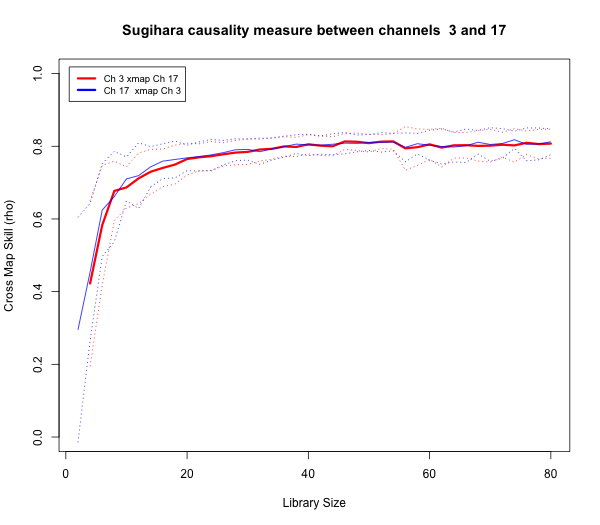 Sugihara causality measure between channels  3 and 17
Ch 3 xmap Ch 17
Ch 17  xmap Ch 3
Cross Map Skill (rho)
1.0
0.8
0.6
0.4
0.2
0.0
0 20 40 60 80
Library Size